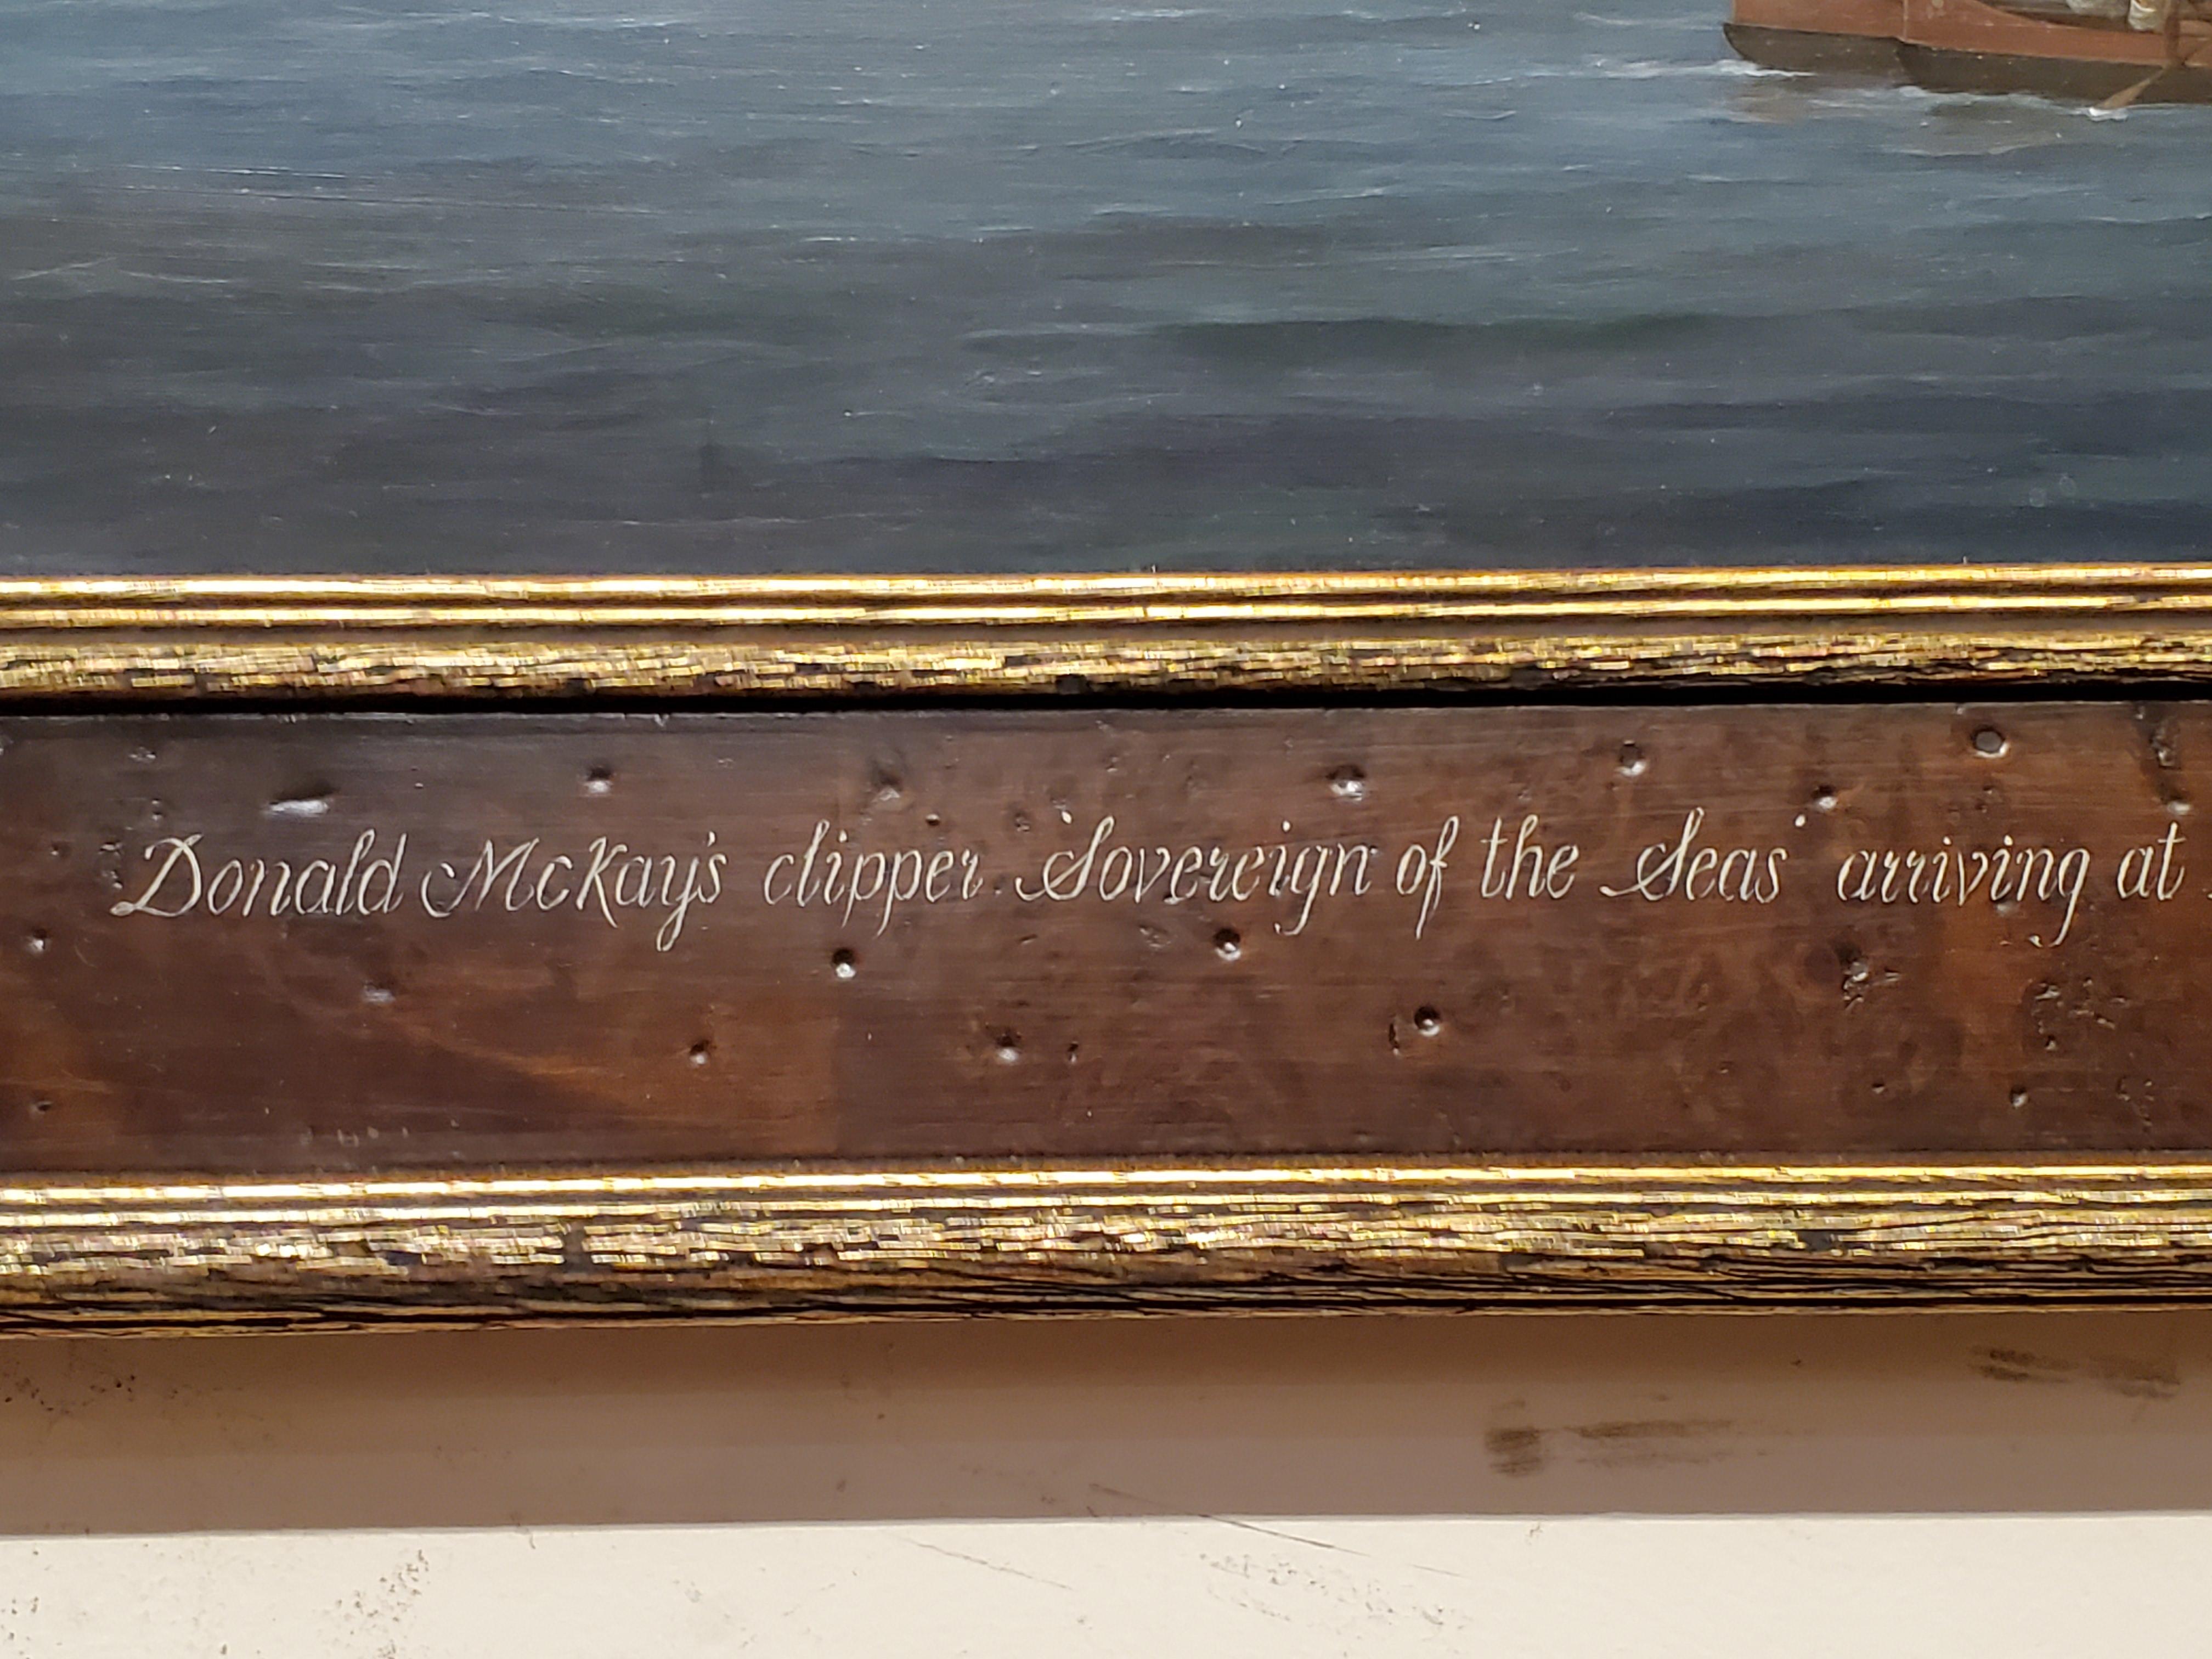 Donald McKay's clipper 'Sovereign of the Seas' arriving at